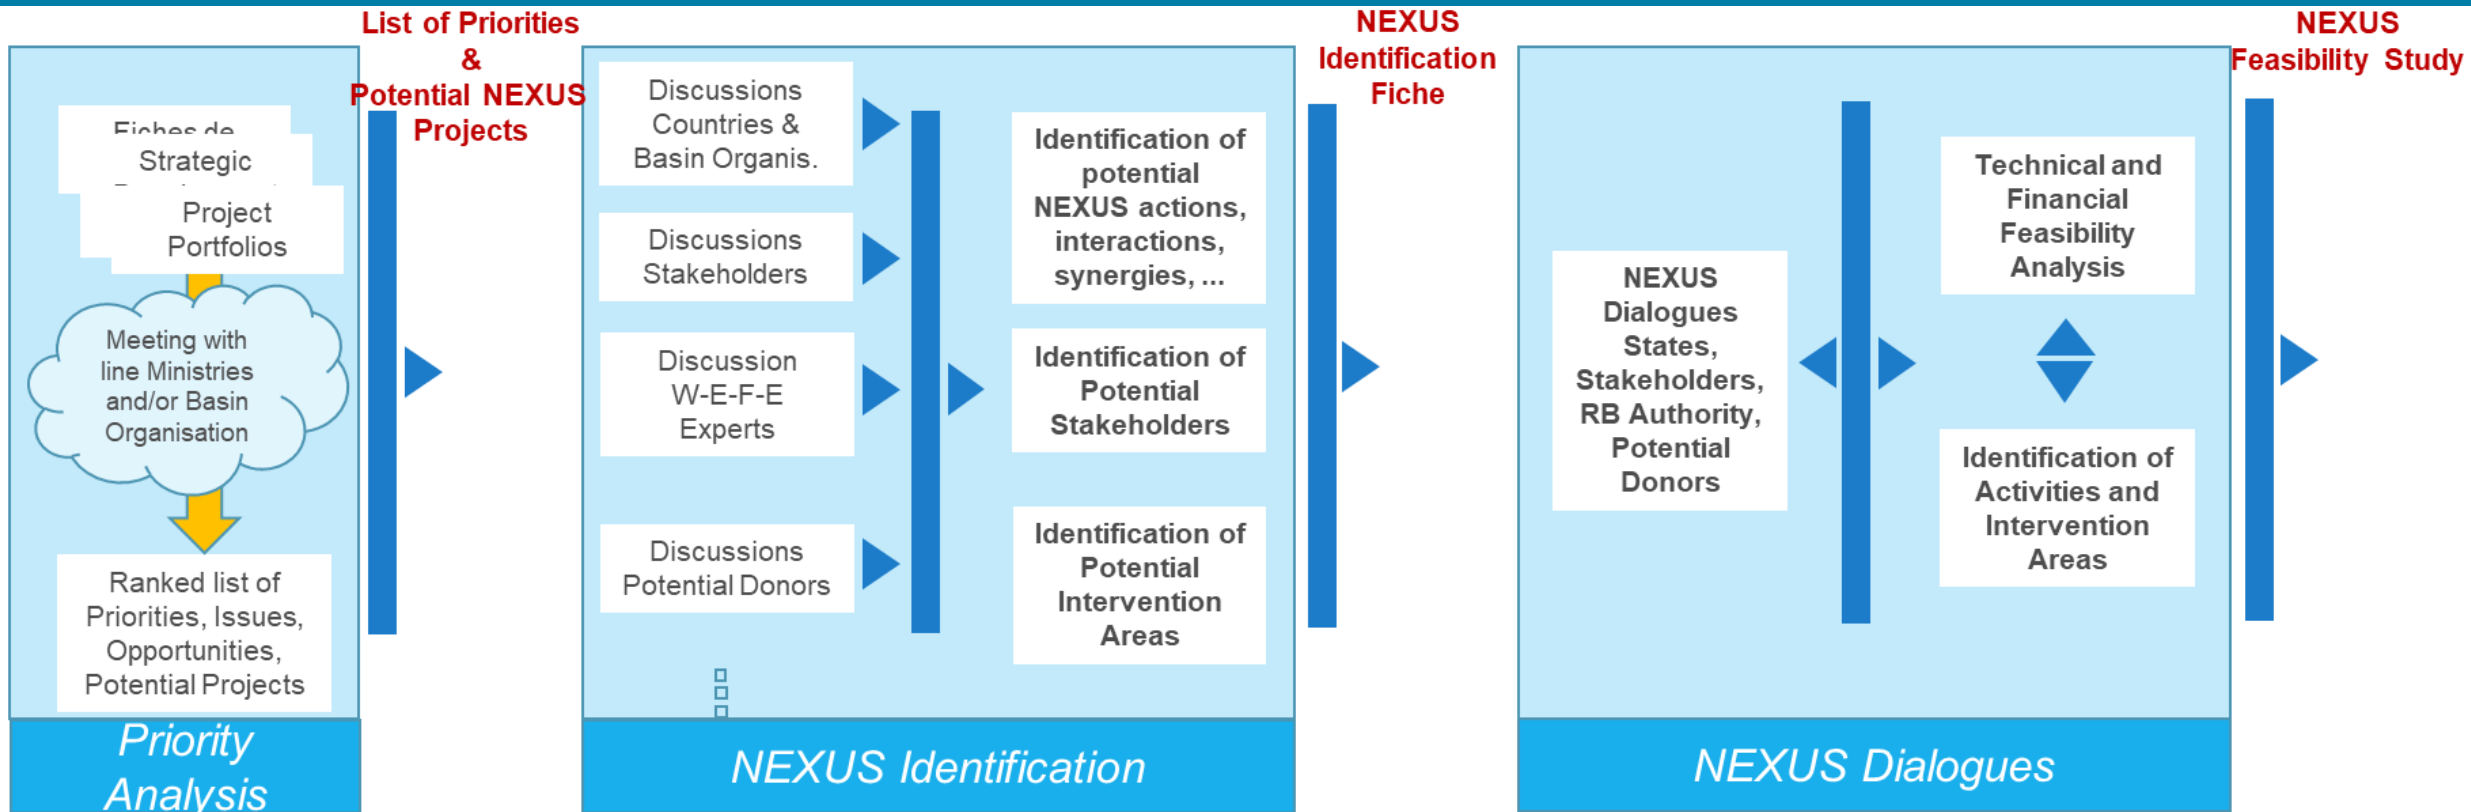 List of Priorities
&
Potential NEXUS
Projects
NEXUS
Identification
Fiche
NEXUS
Feasibility Study
Fiches de
Strategic
Project
Portfolios
Meeting with
line Ministries
and/or Basin
Organisation
Ranked list of
Priorities, Issues,
Opportunities,
Potential Projects
Priority
Analysis
Discussions
Countries &
Basin Organis.
Discussions
Stakeholders
Discussion
W-E-F-E
Experts
Discussions
Potential Donors
Identification of
potential
NEXUS actions,
interactions,
synergies, ...
Identification of
Potential
Stakeholders
Identification of
Potential
Intervention
Areas
NEXUS Identification
NEXUS
Dialogues
States,
Stakeholders,
RB Authority,
Potential
Donors
Technical and
Financial
Feasibility
Analysis
Identification of
Activities and
Intervention
Areas
NEXUS Dialogues